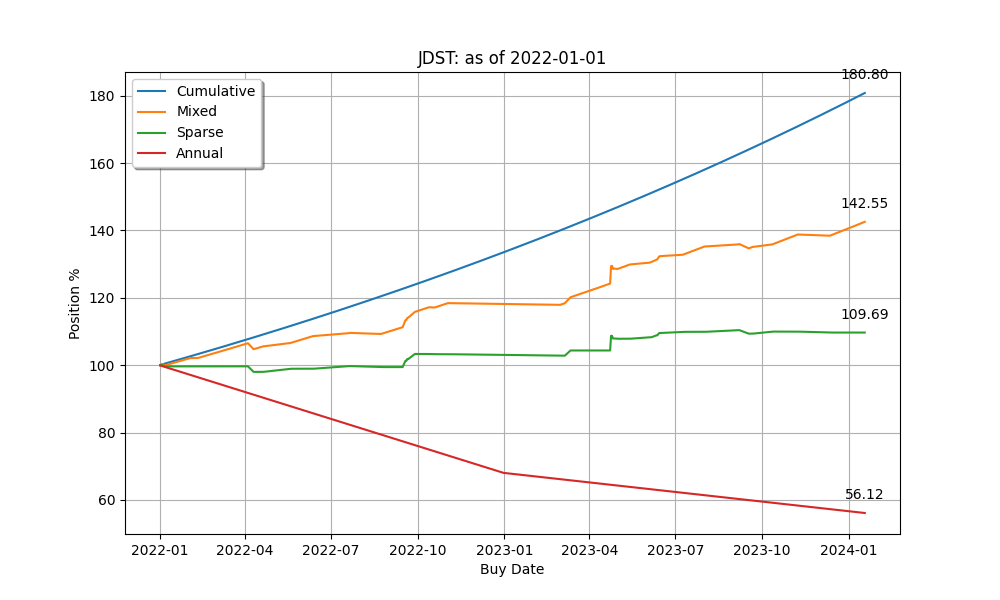 JDST: as of 2022-01-01
Cumulative
Mixed
Sparse
Annual
180.80
142.55
109.69
56.12
180
160
140
120
100
80
60
Position %
2022-01
2022-04
2022-07
2022-10
2023-01
2023-04
2023-07
2023-10
2024-01
Buy Date